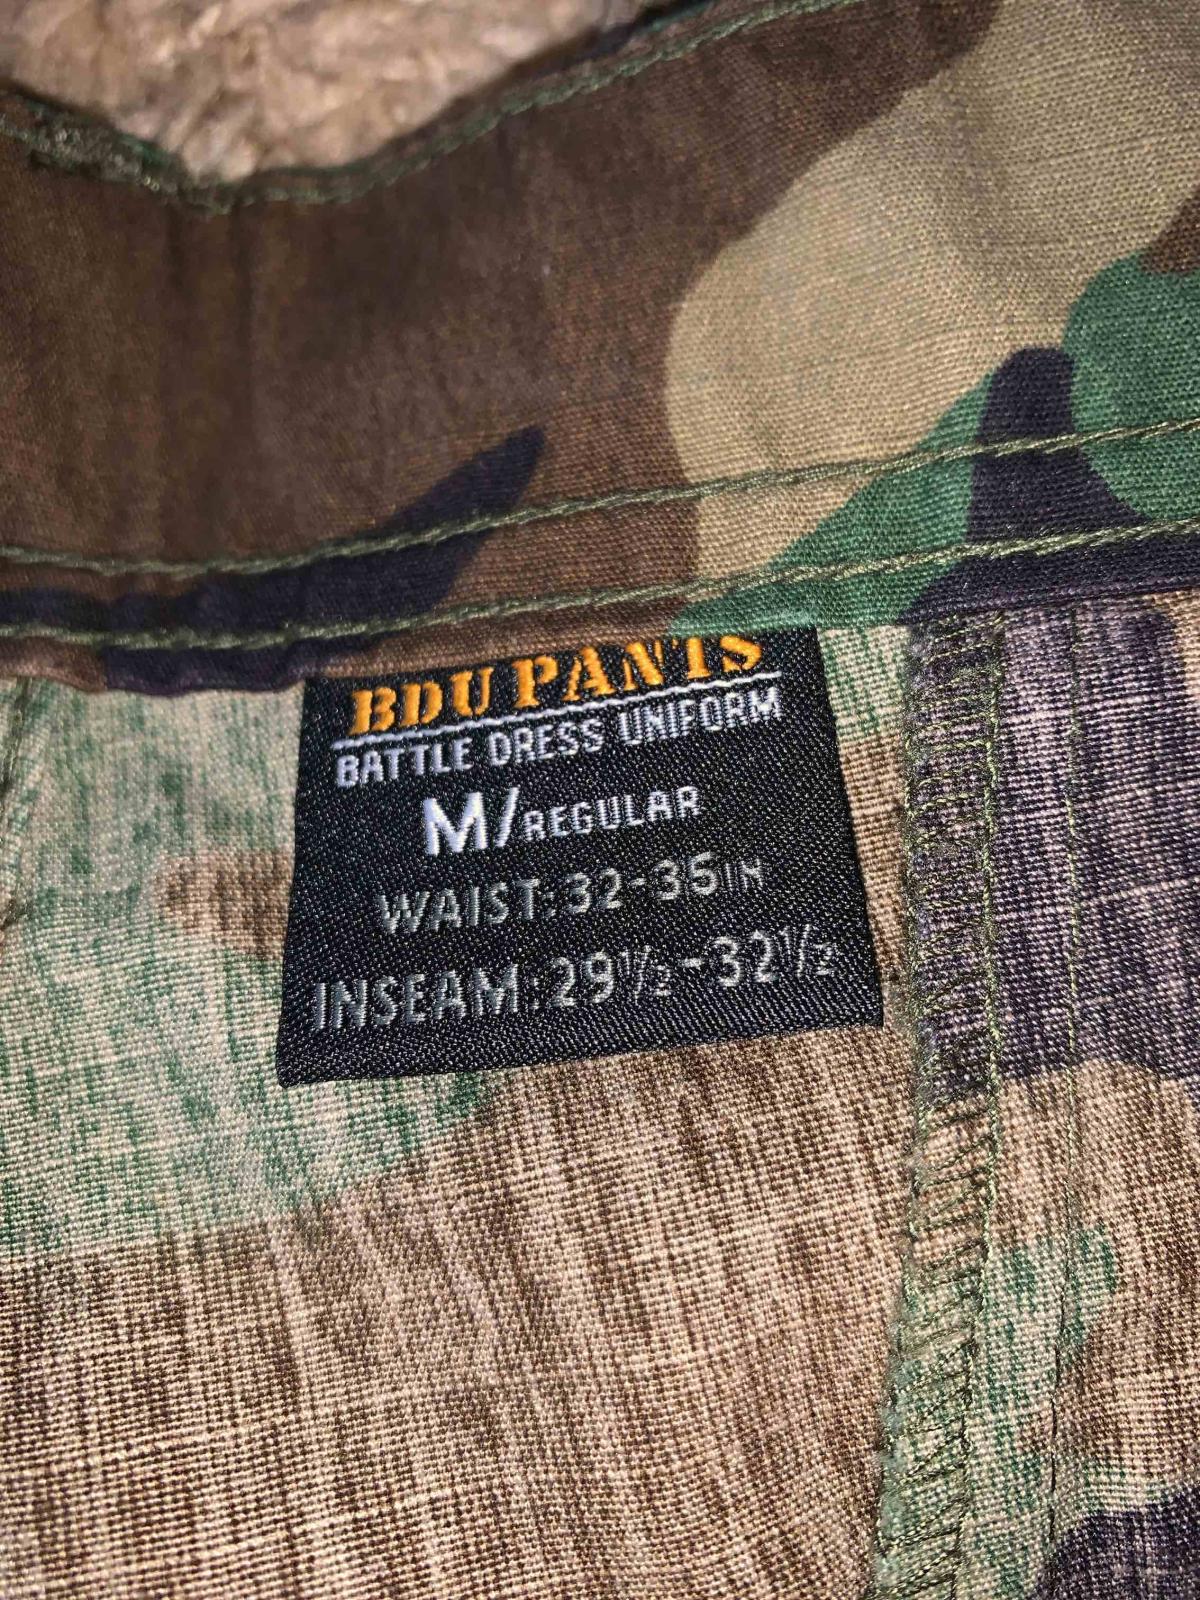 BDU PANTS
BATTLE DRESS UNIFORM
M/REGULAR
WAIST:32-35IN
INSEAM:29½-32½